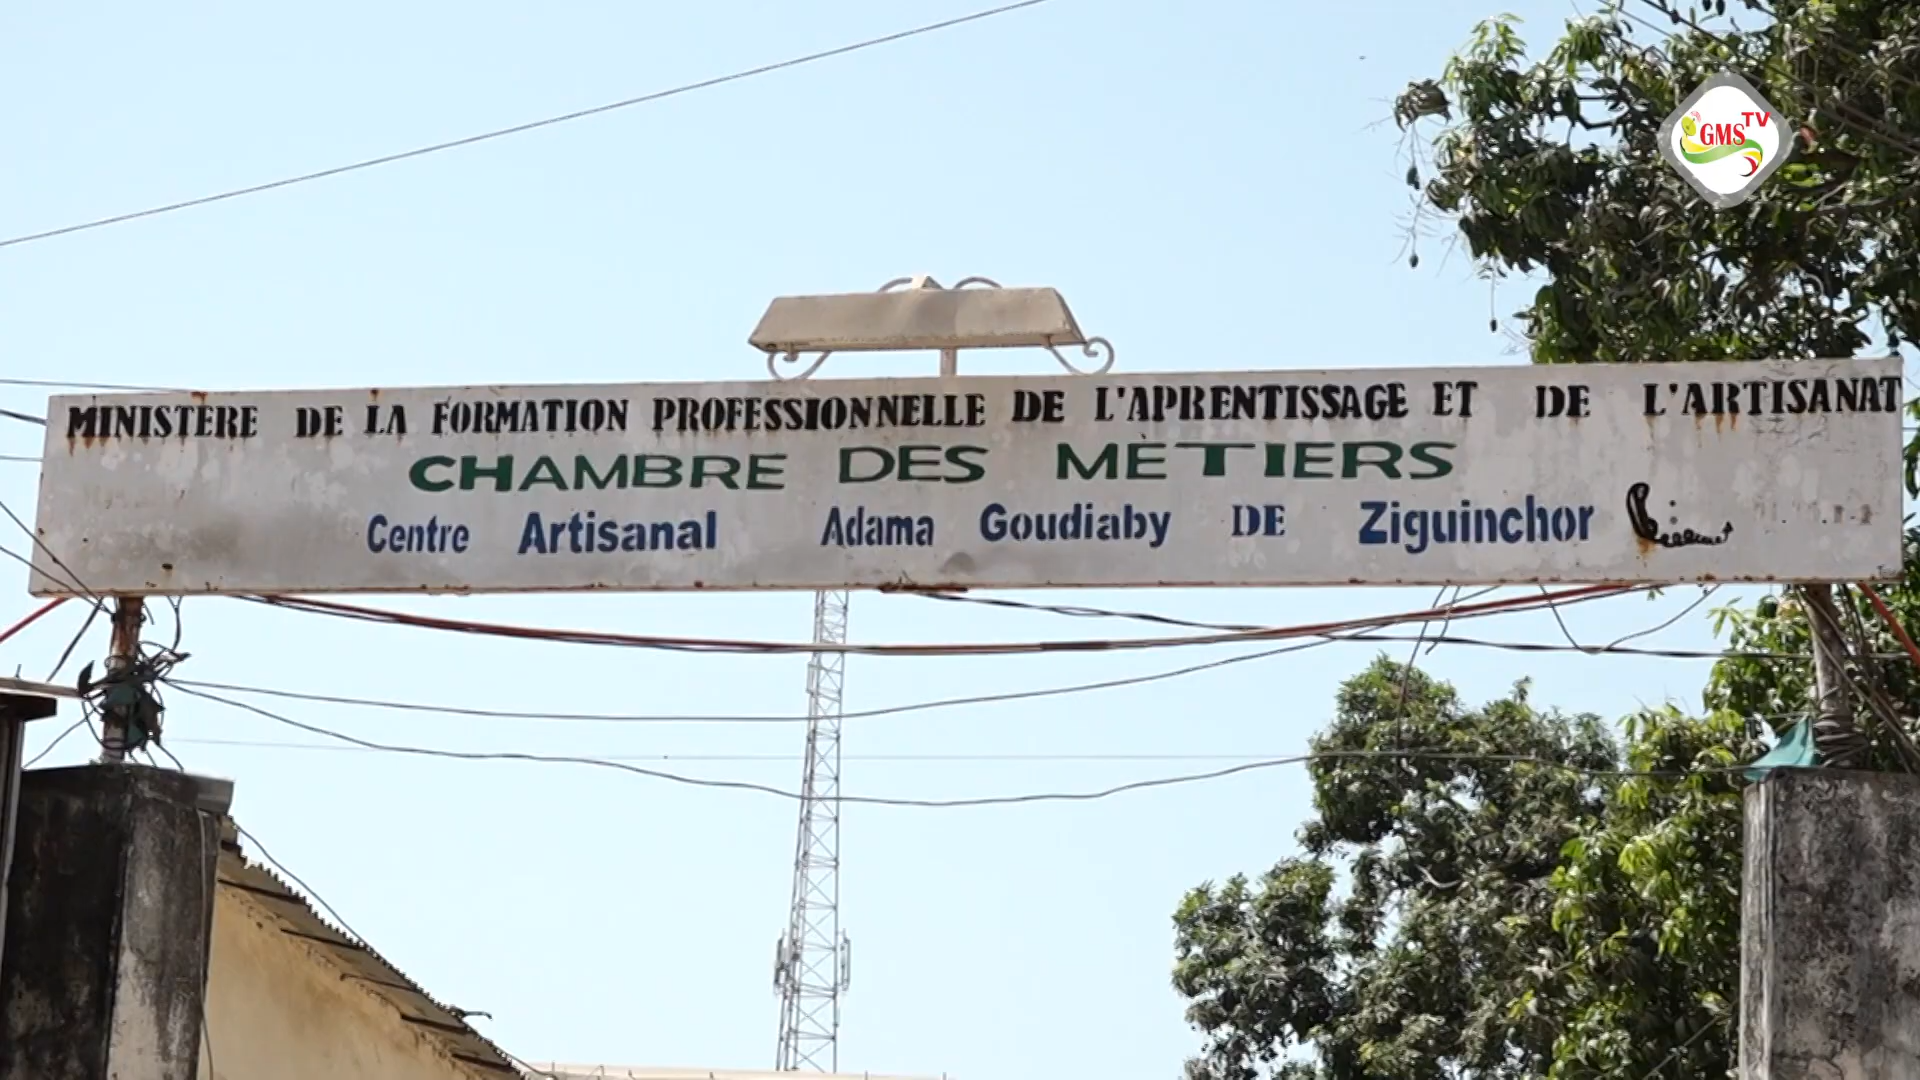 GMS TV
MINISTERE DE LA FORMATION PROFESSIONNELLE DE L'APRENTISSAGE ET DE L'ARTISANAT
CHAMBRE DES METIERS
Centre Artisanal Adama Goudiaby DE Ziguinchor